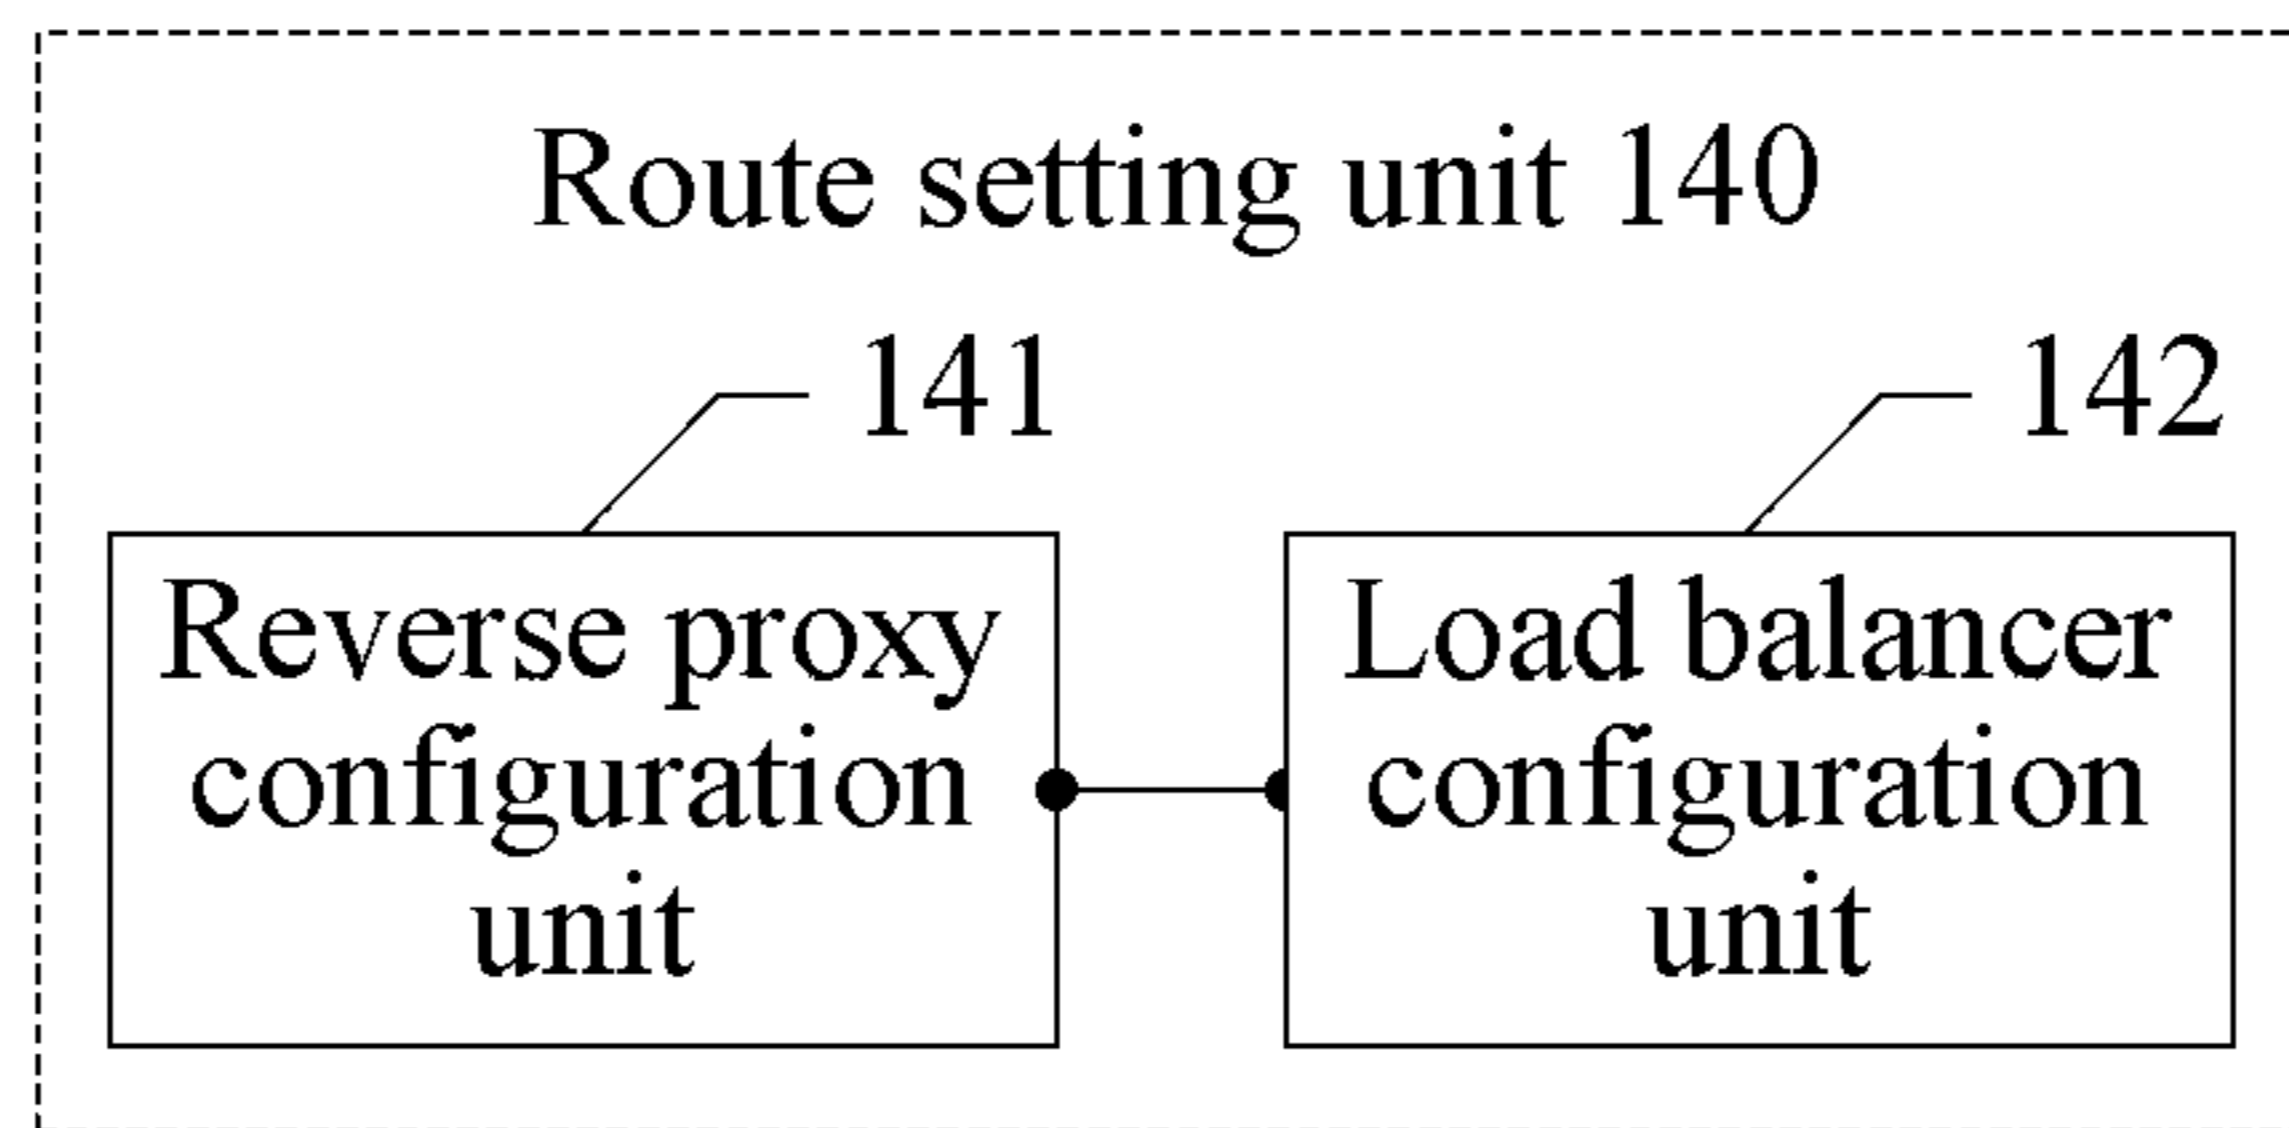 Route setting unit 140
141
142
Reverse proxy
configuration
unit
Load balancer
configuration
unit